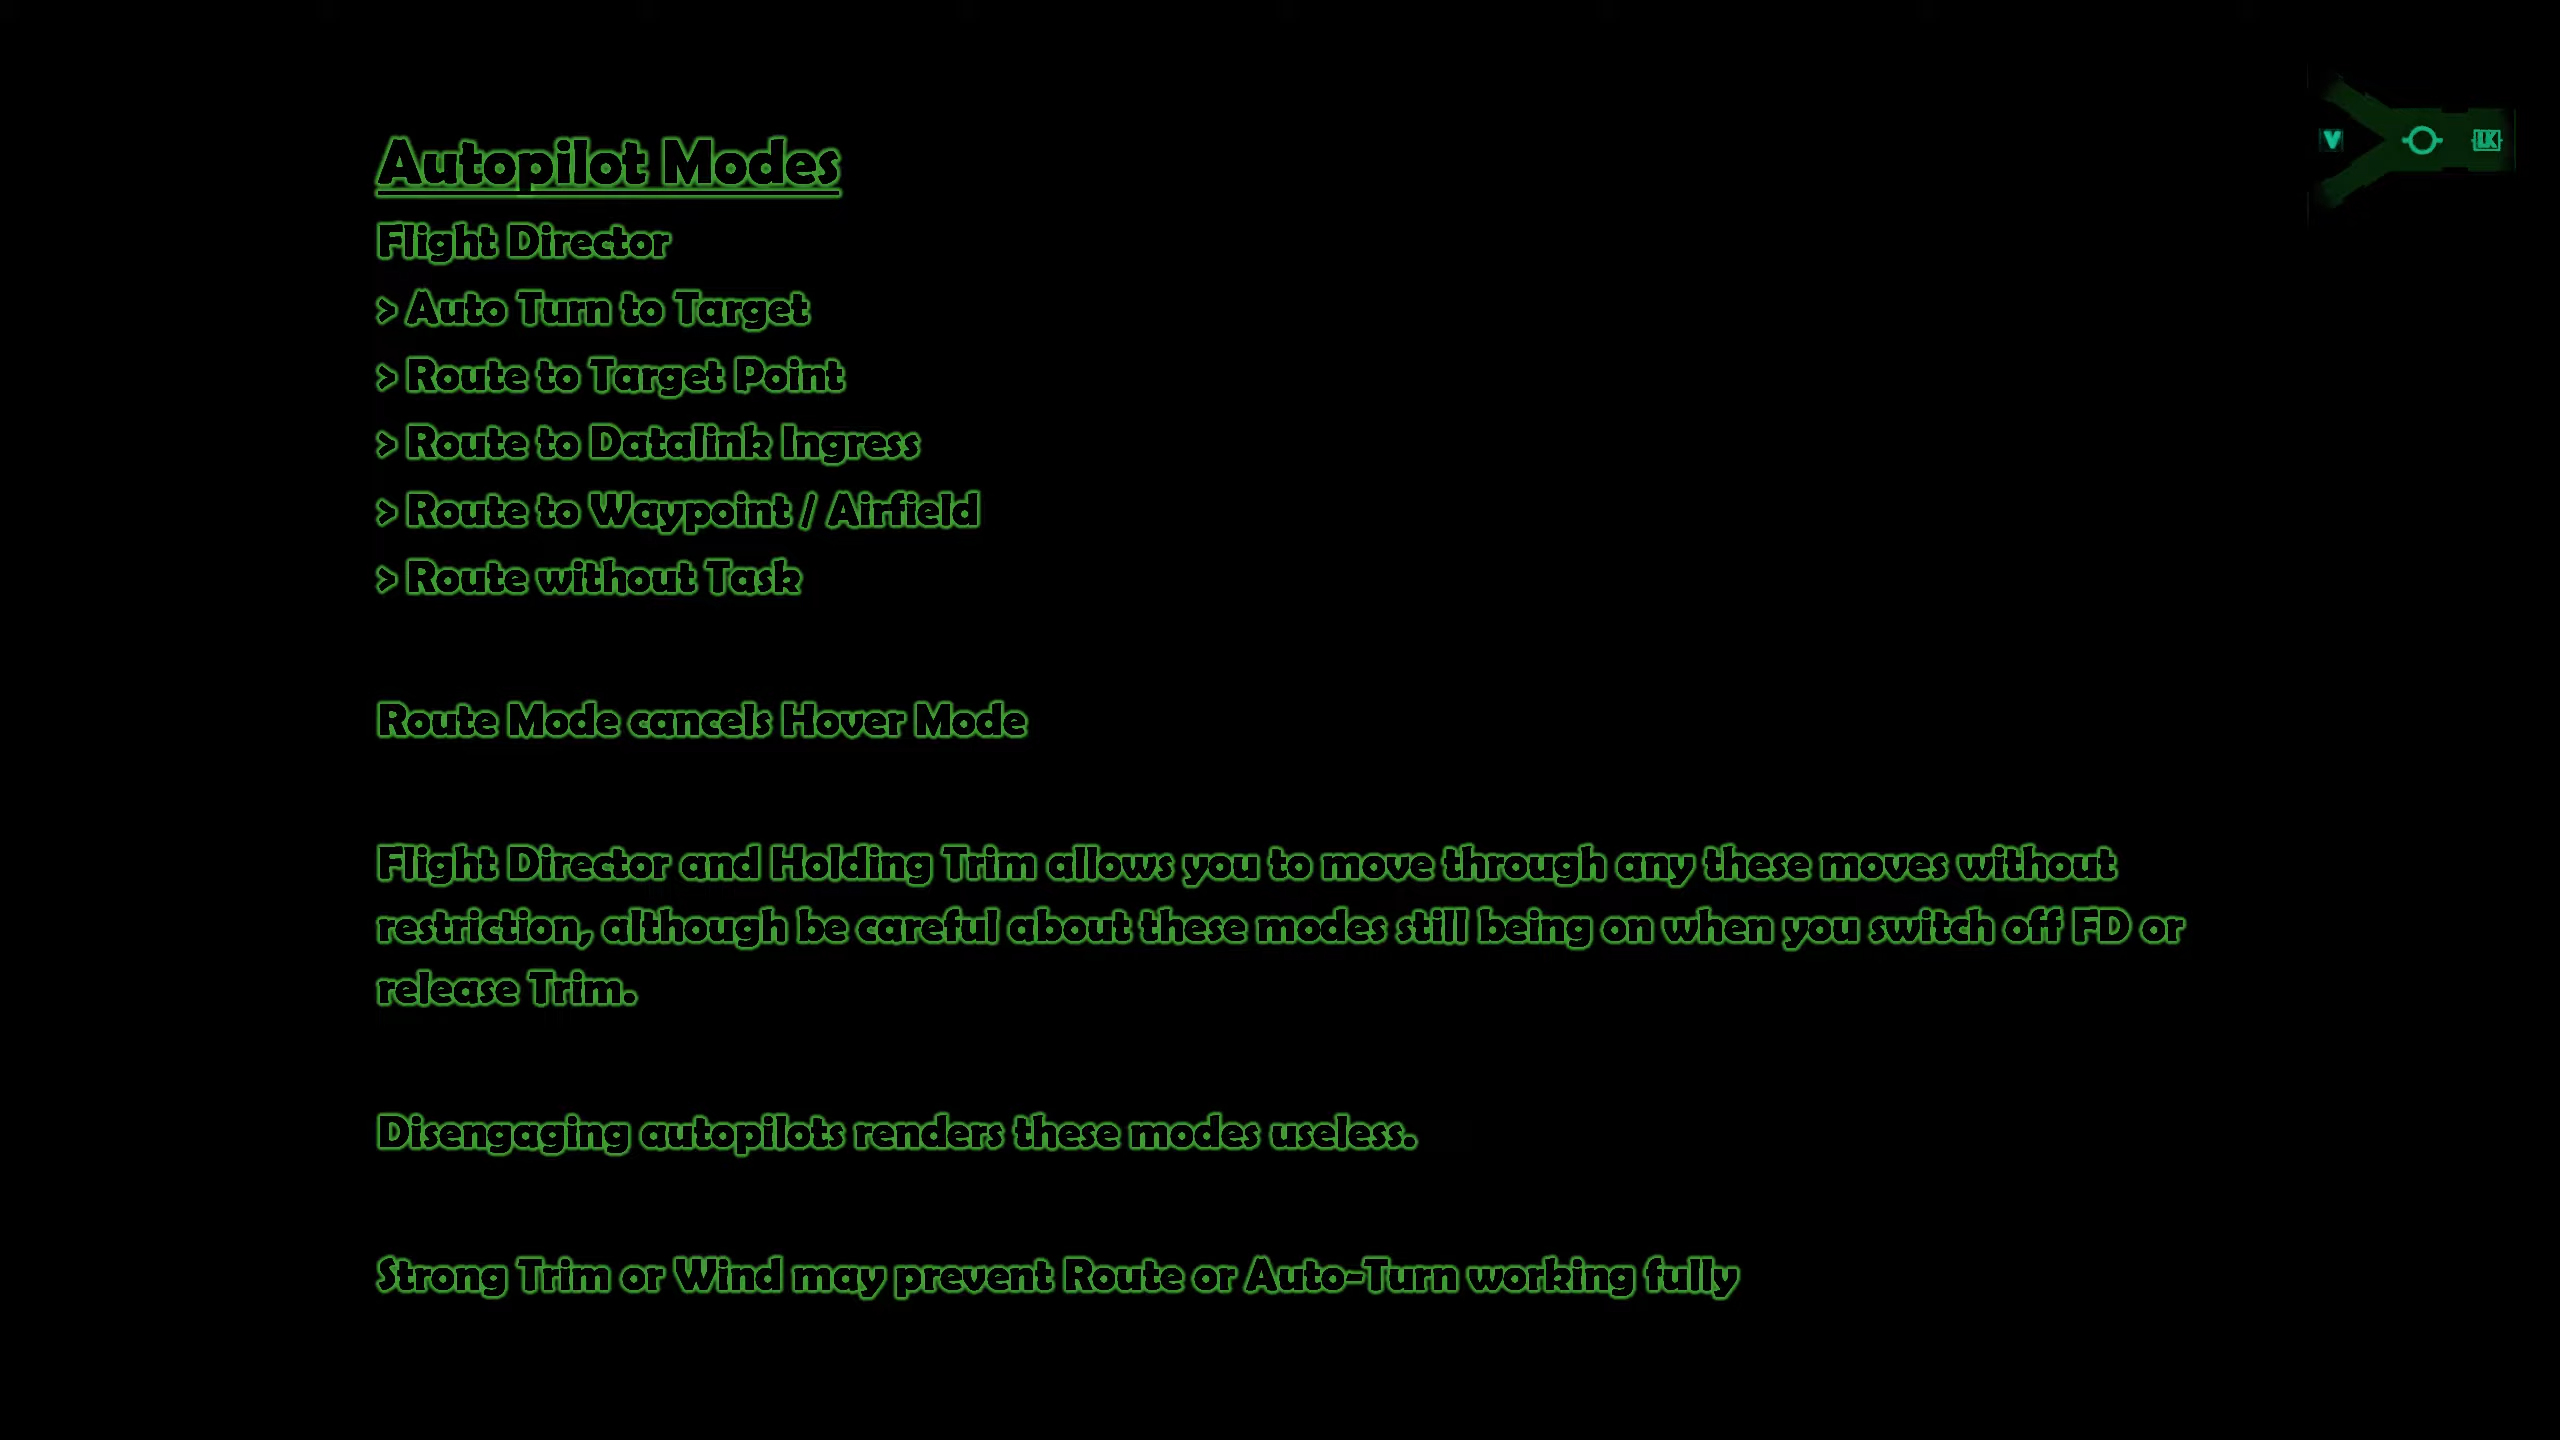 Autopilot Modes
V
LK
Flight Director
> Auto Turn to Target
> Route to Target Point
> Route to Datalink Ingress
> Route to Waypoint / Airfield
> Route without Task
Route Mode cancels Hover Mode
Flight Director and Holding Trim allows you to move through any these moves without
restriction, although be careful about these modes still being on when you switch off FD or
release Trim.
Disengaging autopilots renders these modes useless.
Strong Trim or Wind may prevent Route or Auto-Turn working fully